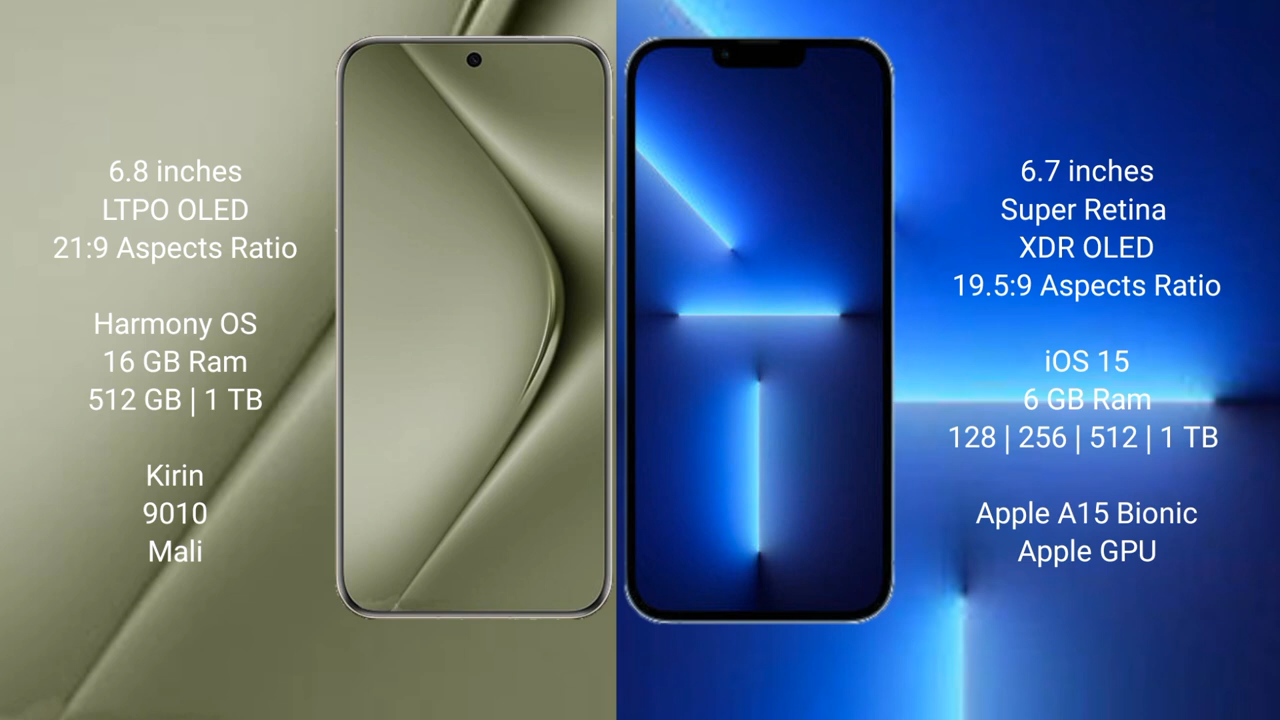 6.8 inches
LTPO OLED
21:9 Aspects Ratio
Harmony OS
16 GB Ram
512 GB | 1 TB
Kirin
9010
Mali
6.7 inches
Super Retina
XDR OLED
19.5:9 Aspects Ratio
iOS 15
6 GB Ram
128 | 256 | 512 | 1 TB
Apple A15 Bionic
Apple GPU